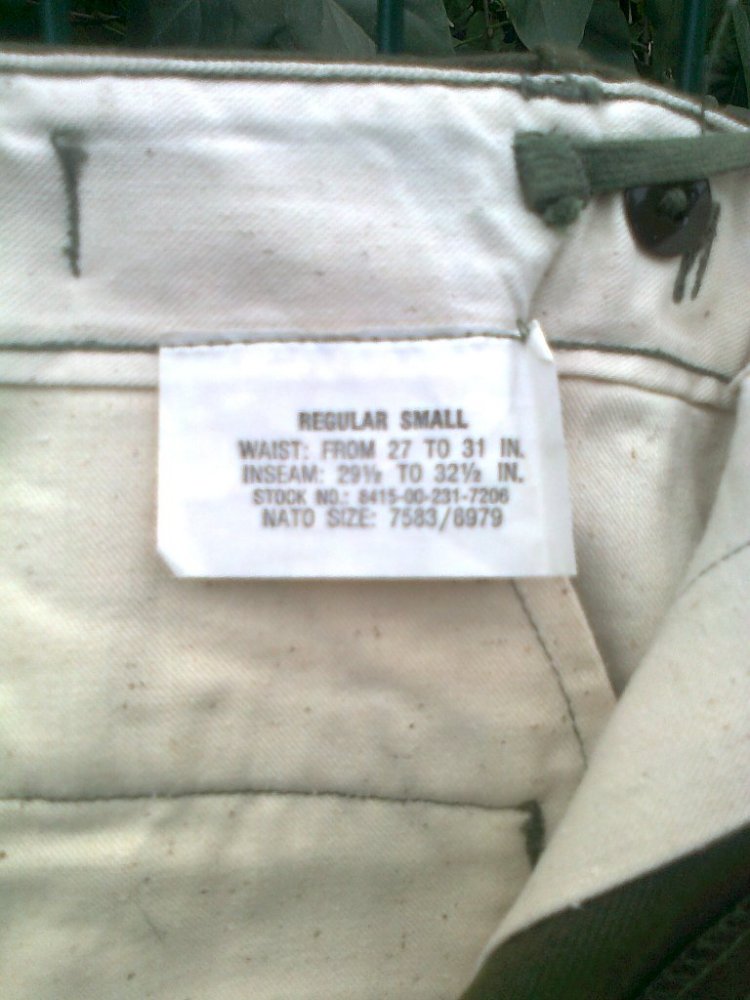 REGULAR SMALL
WAIST: FROM 27 TO 31 IN.
INSEAM: 29½ TO 32½ IN.
STOCK NO.: 8415-00-231-7206
NATO SIZE: 7583/6979